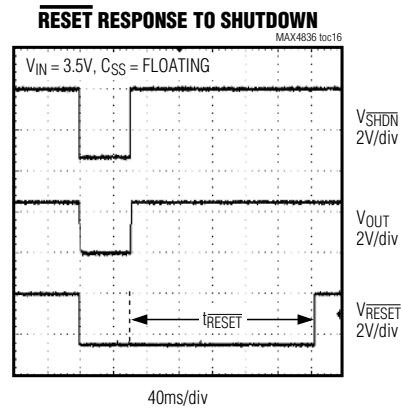 RESET RESPONSE TO SHUTDOWN
MAX4836 toc16
VIN = 3.5V, CSS = FLOATING
VSHDN
2V/div
VOUT
2V/div
tRESET
VRESET
2V/div
40ms/div